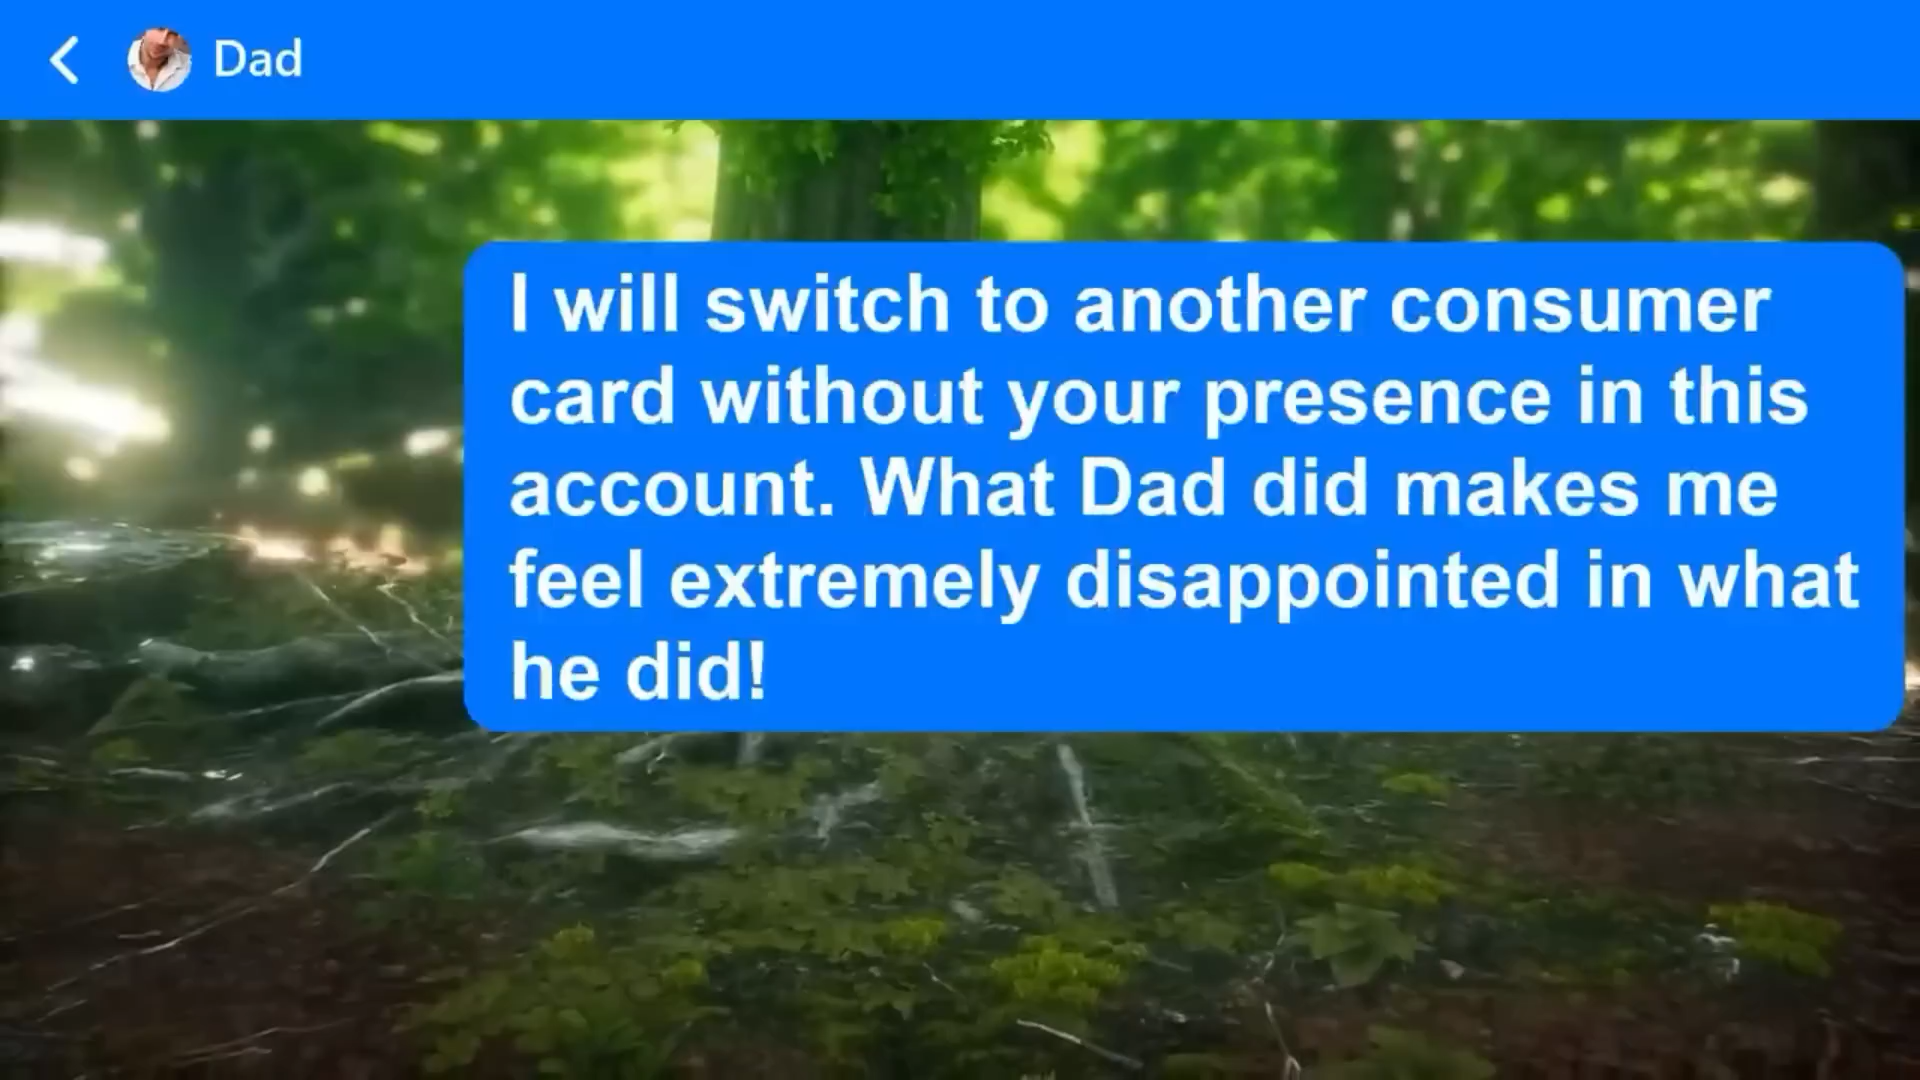 Dad
I will switch to another consumer
card without your presence in this
account. What Dad did makes me
feel extremely disappointed in what
he did!